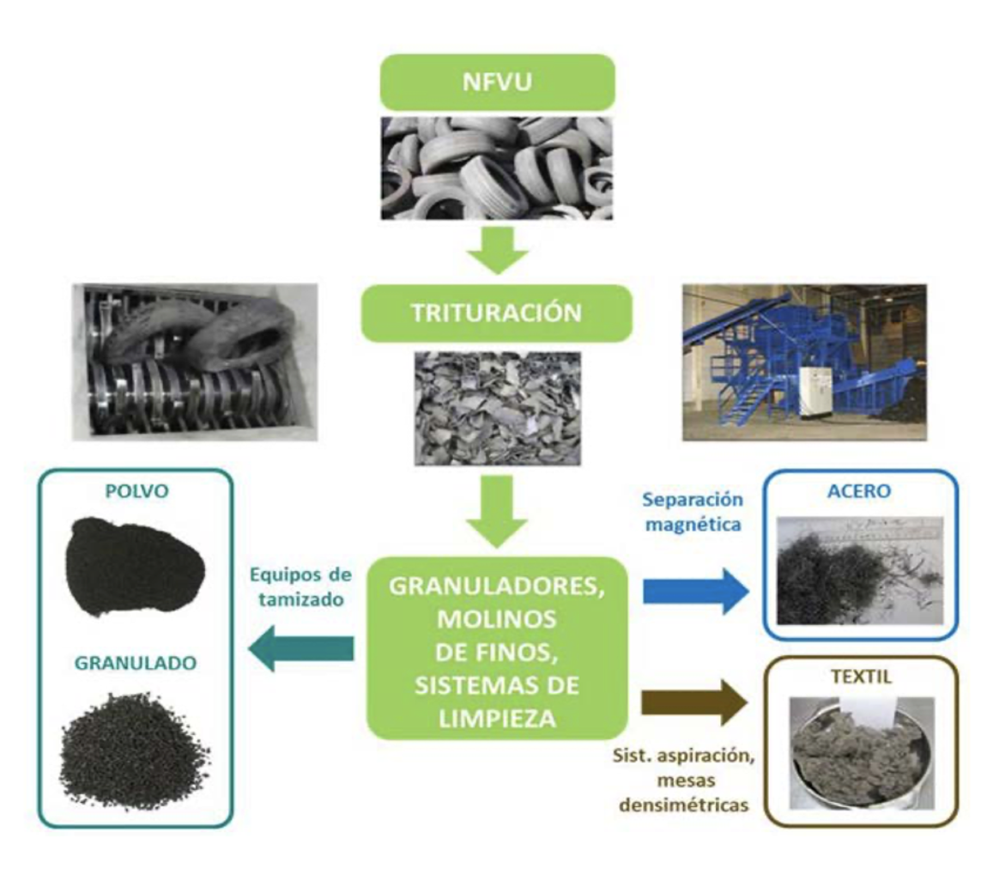 NFVU
TRITURACIÓN
POLVO
GRANULADO
Equipos de
tamizado
GRANULADORES,
MOLINOS
DE FINOS,
SISTEMAS DE
LIMPIEZA
Separación
magnética
ACERO
Sist. aspiración,
mesas
densimétricas
TEXTIL